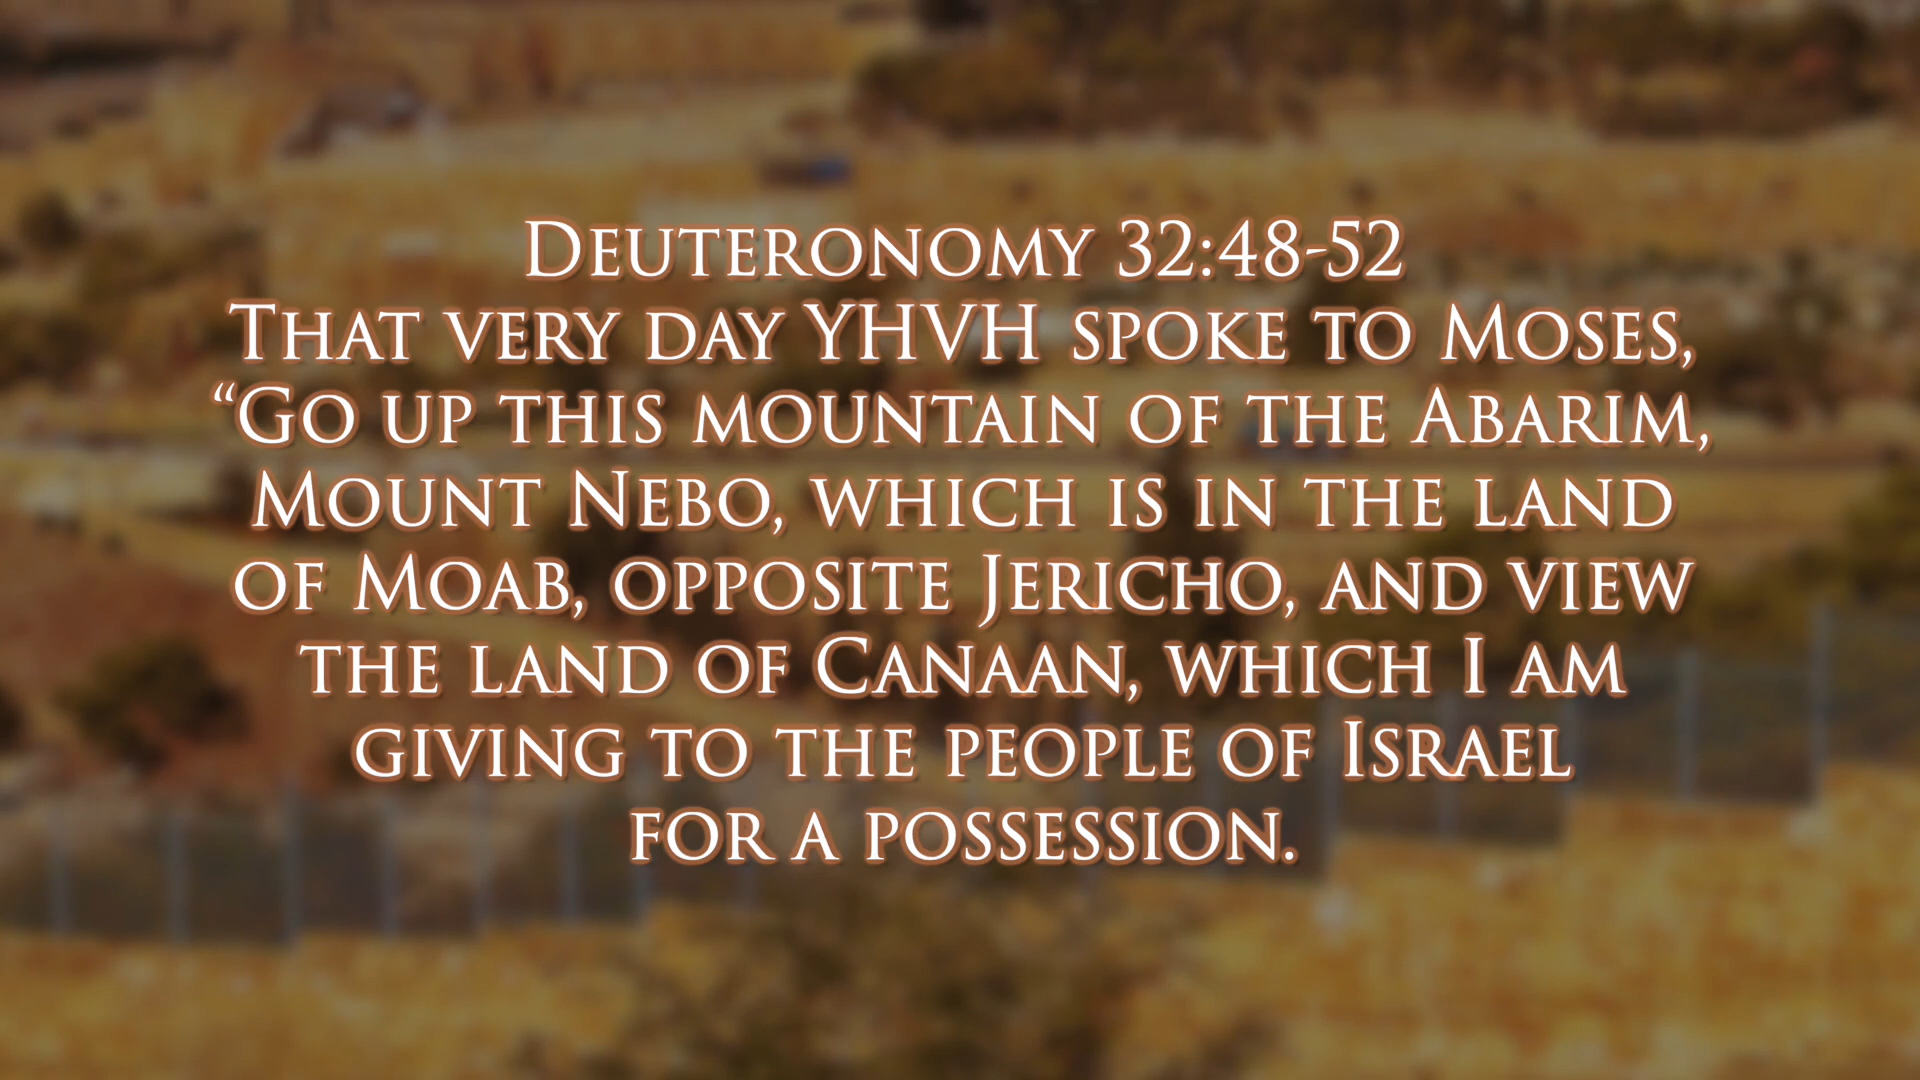 Deuteronomy 32:48-52
That very day YHVH spoke to Moses,
“Go up this mountain of the Abarim,
Mount Nebo, which is in the land
of Moab, opposite Jericho, and view
the land of Canaan, which I am
giving to the people of Israel
for a possession.